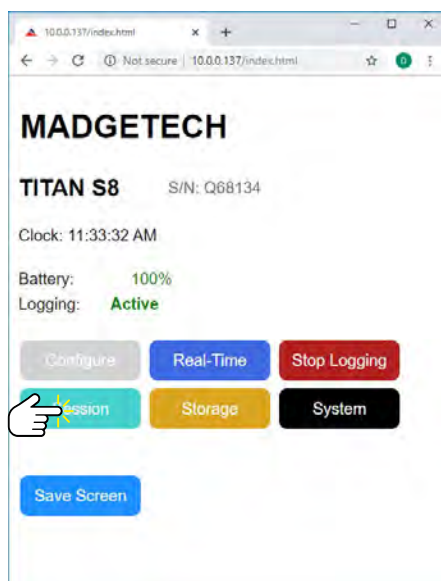 10.0.0.137/index.html
Not secure | 10.0.0.137/index.html
MADGETECH
TITAN S8 S/N: Q68134
Clock: 11:33:32 AM
Battery: 100%
Logging: Active
Configure Real-Time Stop Logging
Session Storage System
Save Screen